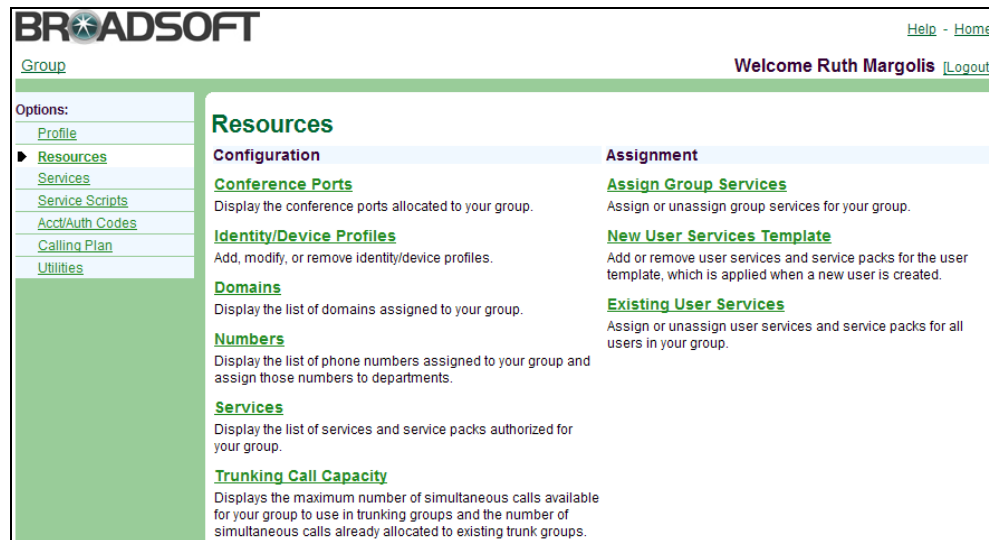 BROADSOFT
Help - Home
Group
Welcome Ruth Margolis [Logout
Options:
Profile
Resources
Services
Service Scripts
Acct/Auth Codes
Calling Plan
Utilities
Resources
Configuration
Conference Ports
Display the conference ports allocated to your group.
Identity/Device Profiles
Add, modify, or remove identity/device profiles.
Domains
Display the list of domains assigned to your group.
Numbers
Display the list of phone numbers assigned to your group and
assign those numbers to departments.
Services
Display the list of services and service packs authorized for
your group.
Trunking Call Capacity
Displays the maximum number of simultaneous calls available
for your group to use in trunking groups and the number of
simultaneous calls already allocated to existing trunk groups.
Assignment
Assign Group Services
Assign or unassign group services for your group.
New User Services Template
Add or remove user services and service packs for the user
template, which is applied when a new user is created.
Existing User Services
Assign or unassign user services and service packs for all
users in your group.